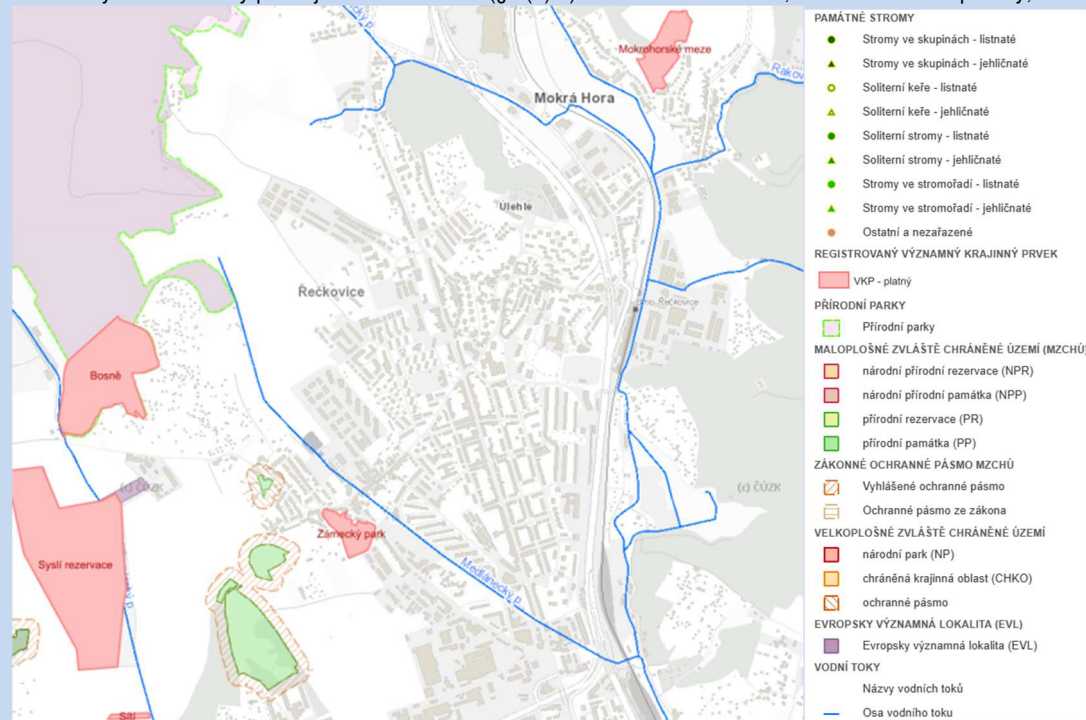 Mokrohorské meze
Mokrá Hora
Ulehle
Řečkovice
Brno Řečkovice
Bosně
(c) ČÚZK
(c) ČÚZK
Zámecký park
Syslí rezervace
Medlánecký p.
Sítí
PAMÁTNÉ STROMY
Stromy ve skupinách - listnaté
Stromy ve skupinách - jehličnaté
Soliterní keře - listnaté
Soliterní keře - jehličnaté
Soliterní stromy - listnaté
Soliterní stromy - jehličnaté
Stromy ve stromořadí - listnaté
Stromy ve stromořadí - jehličnaté
Ostatní a nezařazené
REGISTROVANÝ VÝZNAMNÝ KRAJINNÝ PRVEK
VKP - platný
PŘÍRODNÍ PARKY
Přírodní parky
MALOPLOŠNÉ ZVLÁŠTĚ CHRÁNĚNÉ ÚZEMÍ (MZCHÚ)
národní přírodní rezervace (NPR)
národní přírodní památka (NPP)
přírodní rezervace (PR)
přírodní památka (PP)
ZÁKONNÉ OCHRANNÉ PÁSMO MZCHÚ
Vyhlášené ochranné pásmo
Ochranné pásmo ze zákona
VELKOPLOŠNÉ ZVLÁŠTĚ CHRÁNĚNÉ ÚZEMÍ
národní park (NP)
chráněná krajinná oblast (CHKO)
ochranné pásmo
EVROPSKY VÝZNAMNÁ LOKALITA (EVL)
Evropsky významná lokalita (EVL)
VODNÍ TOKY
Názvy vodních toků
Osa vodního toku